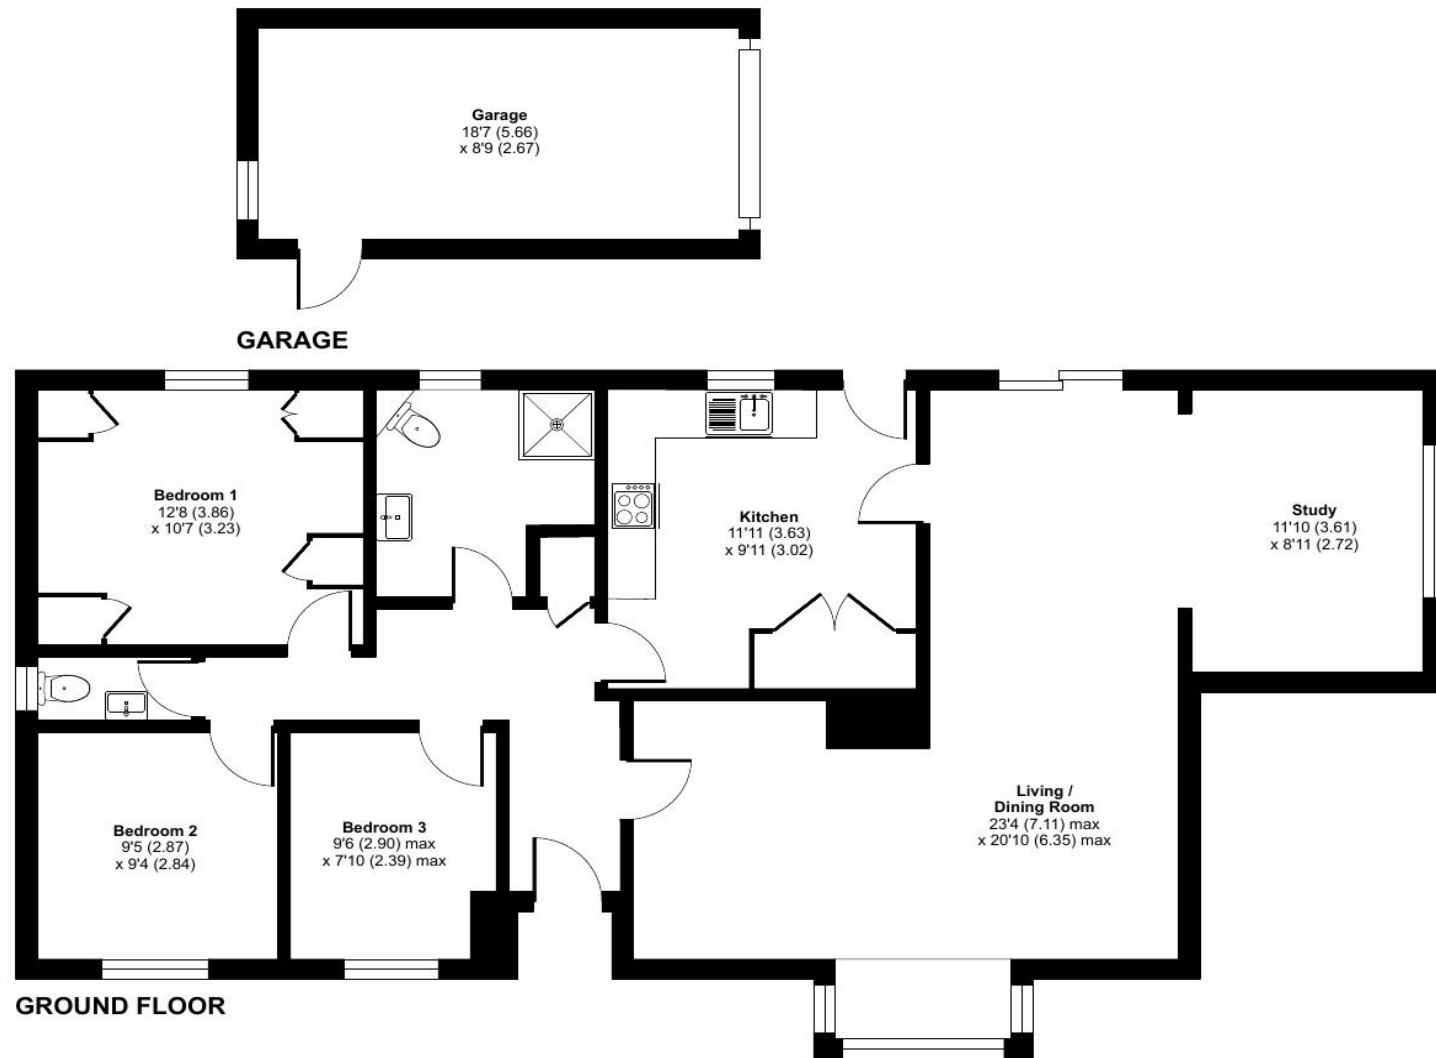 Garage
18'7 (5.66)
x 8'9 (2.67)
GARAGE
Bedroom 1
12'8 (3.86)
x 10'7 (3.23)
Kitchen
11'11 (3.63)
x 9'11 (3.02)
Study
11'10 (3.61)
x 8'11 (2.72)
Living /
Dining Room
23'4 (7.11) max
x 20'10 (6.35) max
Bedroom 2
9'5 (2.87)
x 9'4 (2.84)
Bedroom 3
9'6 (2.90) max
x 7'10 (2.39) max
GROUND FLOOR